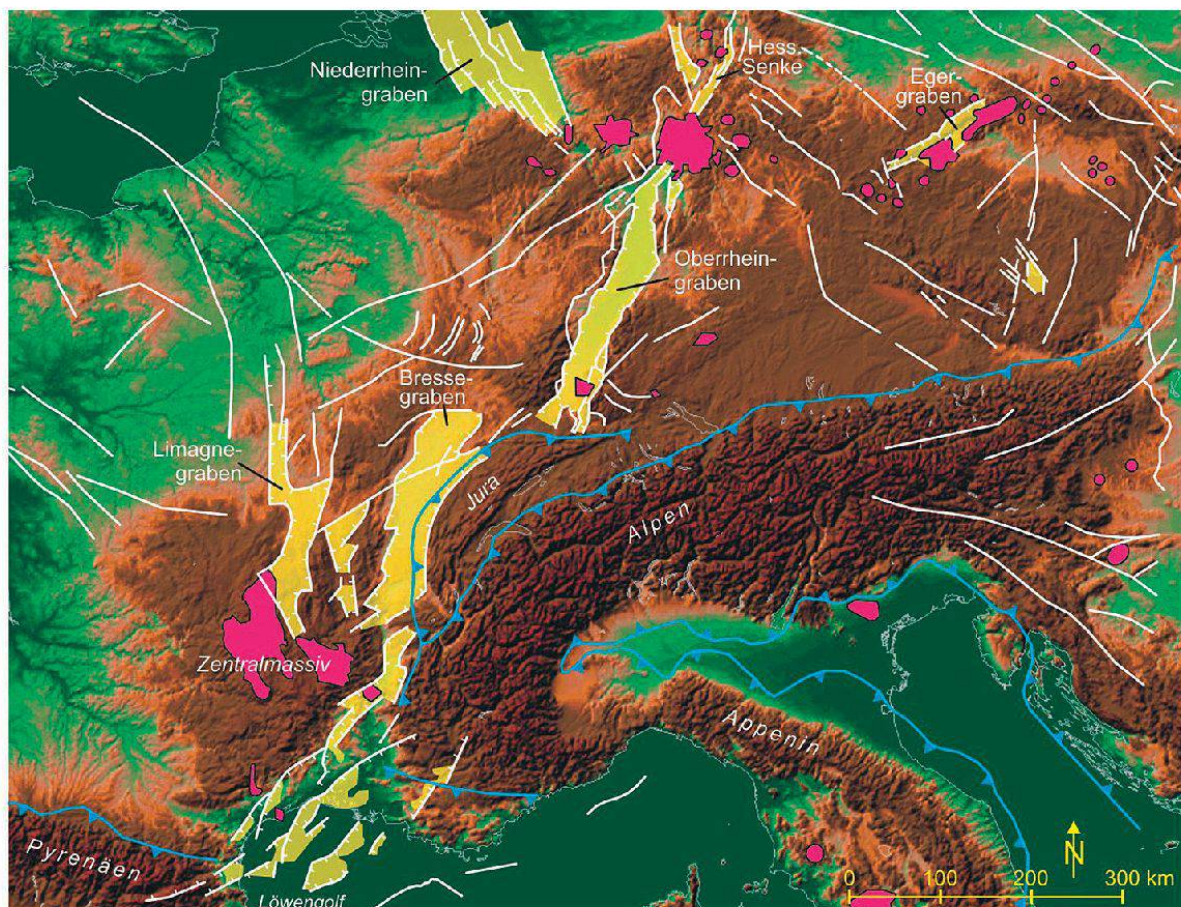 Niederrhein-
graben
Hess.
Senke
Eger-
graben
Oberrhein-
graben
Bresse-
graben
Limagne-
graben
Jura
Alpen
Zentralmassiv
Appenin
Pyrenäen
Löwengolf
N
0 100 200 300 km